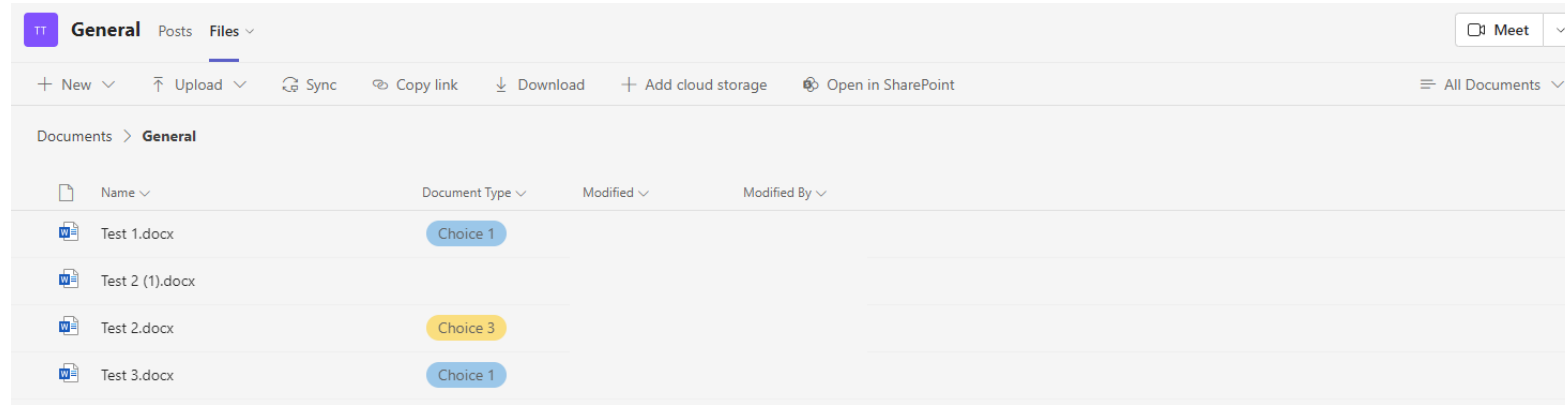 TT General Posts Files Meet
New Upload Sync Copy link Download Add cloud storage Open in SharePoint All Documents
Documents > General
Name Document Type Modified Modified By
Test 1.docx Choice 1
Test 2 (1).docx
Test 2.docx Choice 3
Test 3.docx Choice 1